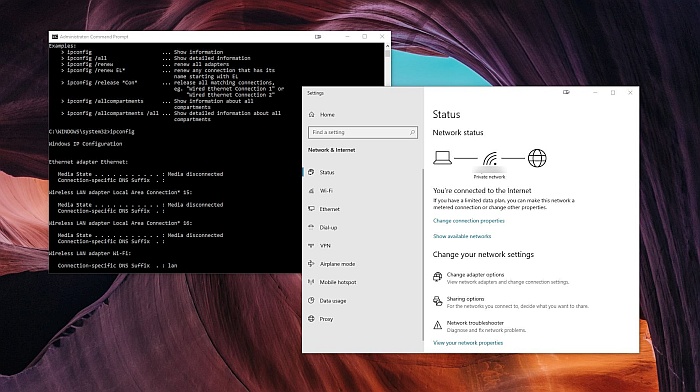 Administrator Command Prompt
Examples:
> ipconfig ... Show information
> ipconfig /all ... Show detailed information
> ipconfig /renew ... renew all adapters
> ipconfig /renew EL* ... renew any connection that has its
name starting with EL
> ipconfig /release *Con* ... release all matching connections,
eg. "Wired Ethernet Connection 1" or
"Wired Ethernet Connection 2"
> ipconfig /allcompartments ... Show information about all
compartments
> ipconfig /allcompartments /all ... Show detailed information about all
compartments
C:\WINDOWS\system32>ipconfig
Windows IP Configuration
Ethernet adapter Ethernet:
Media State . . . . . . . . . . . : Media disconnected
Connection-specific DNS Suffix . :
Wireless LAN adapter Local Area Connection* 15:
Media State . . . . . . . . . . . : Media disconnected
Connection-specific DNS Suffix . :
Wireless LAN adapter Local Area Connection* 16:
Media State . . . . . . . . . . . : Media disconnected
Connection-specific DNS Suffix . :
Wireless LAN adapter Wi-Fi:
Connection-specific DNS Suffix . : lan
Settings
Home
Find a setting
Network & Internet
Status
Wi-Fi
Ethernet
Dial-up
VPN
Airplane mode
Mobile hotspot
Data usage
Proxy
Status
Network status
Private network
You're connected to the Internet
If you have a limited data plan, you can make this network a
metered connection or change other properties.
Change connection properties
Show available networks
Change your network settings
Change adapter options
View network adapters and change connection settings.
Sharing options
For the networks you connect to, decide what you want to share.
Network troubleshooter
Diagnose and fix network problems.
View your network properties